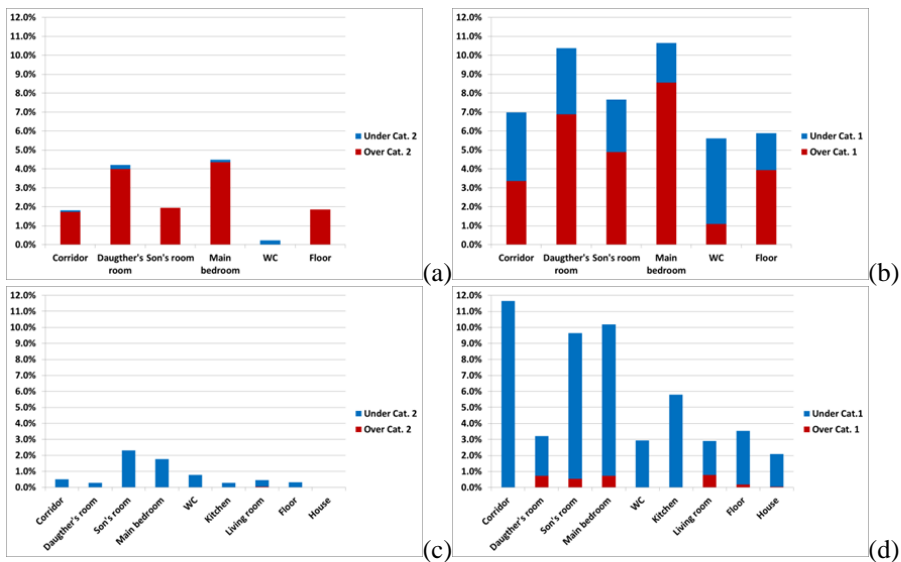 12.0%
11.0%
10.0%
9.0%
8.0%
7.0%
6.0%
5.0%
4.0%
3.0%
2.0%
1.0%
0.0%
Corridor Daugther's Son's room Main WC Floor
room bedroom
Under Cat. 2
Over Cat. 2
(a)
12.0%
11.0%
10.0%
9.0%
8.0%
7.0%
6.0%
5.0%
4.0%
3.0%
2.0%
1.0%
0.0%
Corridor Daugther's Son's room Main WC Floor
room bedroom
Under Cat. 1
Over Cat. 1
(b)
12.0%
11.0%
10.0%
9.0%
8.0%
7.0%
6.0%
5.0%
4.0%
3.0%
2.0%
1.0%
0.0%
Corridor
Daugther's room
Son's room
Main bedroom
WC
Kitchen
Living room
Floor
House
Under Cat. 2
Over Cat. 2
(c)
12.0%
11.0%
10.0%
9.0%
8.0%
7.0%
6.0%
5.0%
4.0%
3.0%
2.0%
1.0%
0.0%
Corridor
Daugther's room
Son's room
Main bedroom
WC
Kitchen
Living room
Floor
House
Under Cat.1
Over Cat. 1
(d)